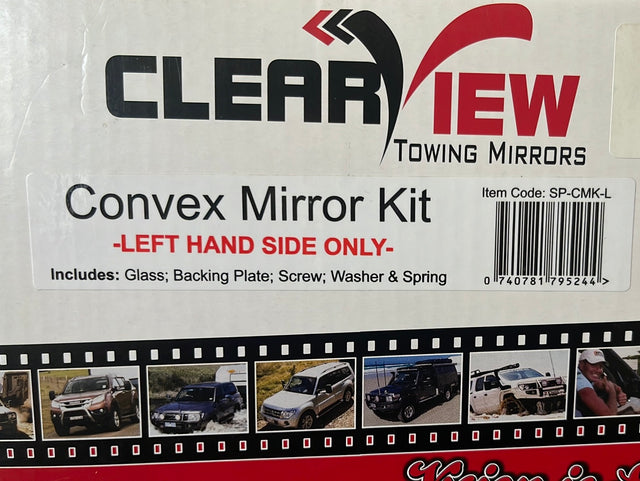 CLEARVIEW
TOWING MIRRORS
Convex Mirror Kit
Item Code: SP-CMK-L
-LEFT HAND SIDE ONLY-
Includes: Glass; Backing Plate; Screw; Washer & Spring
0 740781 795244 >